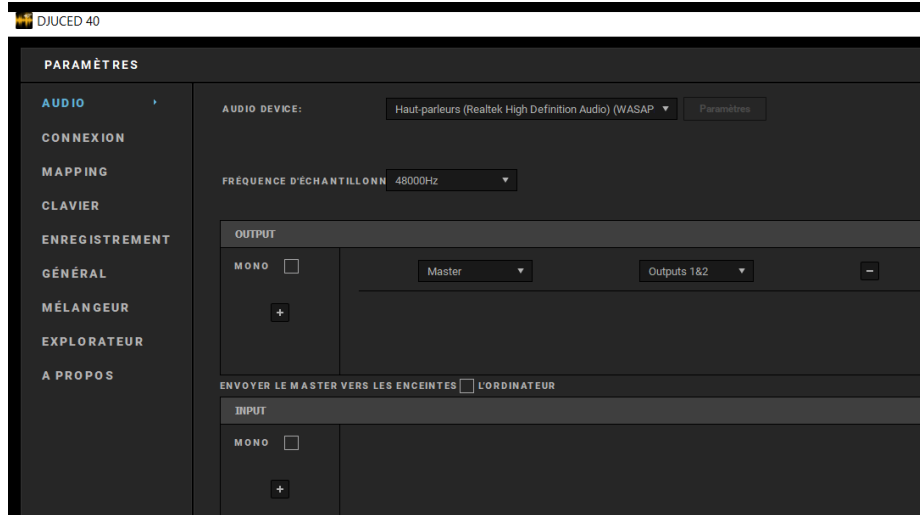 DJUCED 40
PARAMÈTRES
AUDIO
CONNEXION
MAPPING
CLAVIER
ENREGISTREMENT
GÉNÉRAL
MÉLANGEUR
EXPLORATEUR
A PROPOS
AUDIO DEVICE: Haut-parleurs (Realtek High Definition Audio) (WASAP Paramètres
FRÉQUENCE D'ÉCHANTILLONN 48000Hz
OUTPUT
MONO Master Outputs 1&2 −
+
ENVOYER LE MASTER VERS LES ENCEINTES L'ORDINATEUR
INPUT
MONO
+